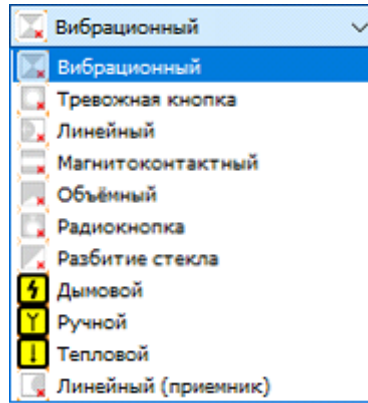 Вибрационный
Вибрационный
Тревожная кнопка
Линейный
Магнитоконтактный
Объёмный
Радиокнопка
Разбитие стекла
Дымовой
Ручной
Тепловой
Линейный (приемник)